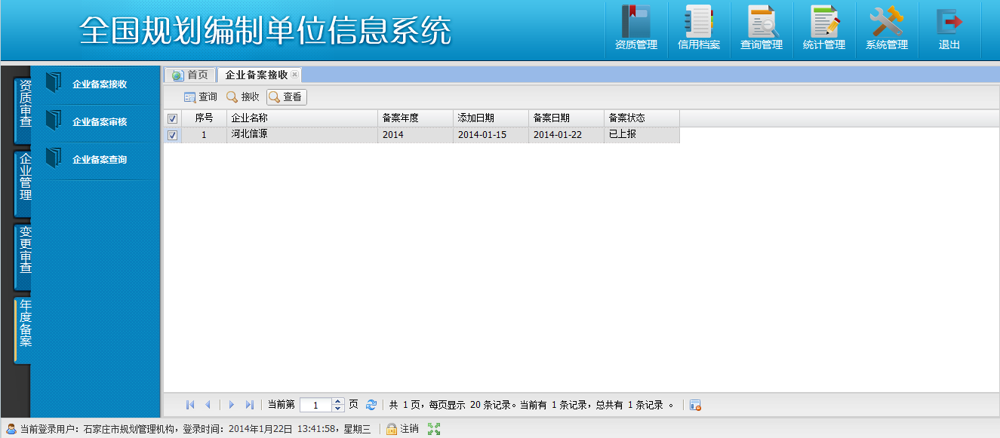 全国规划编制单位信息系统
资质管理 信用档案 查询管理 统计管理 系统管理 退出
资质审查
企业管理
变更审查
年度备案
企业备案接收
企业备案审核
企业备案查询
首页 企业备案接收
查询 接收 查看
序号 企业名称 备案年度 添加日期 备案日期 备案状态
1 河北信源 2014 2014-01-15 2014-01-22 已上报
当前第 1 页 共 1 页，每页显示 20 条记录。当前有 1 条记录，总共有 1 条记录 。
当前登录用户：石家庄市规划管理机构，登录时间：2014年1月22日 13:41:58，星期三 注销